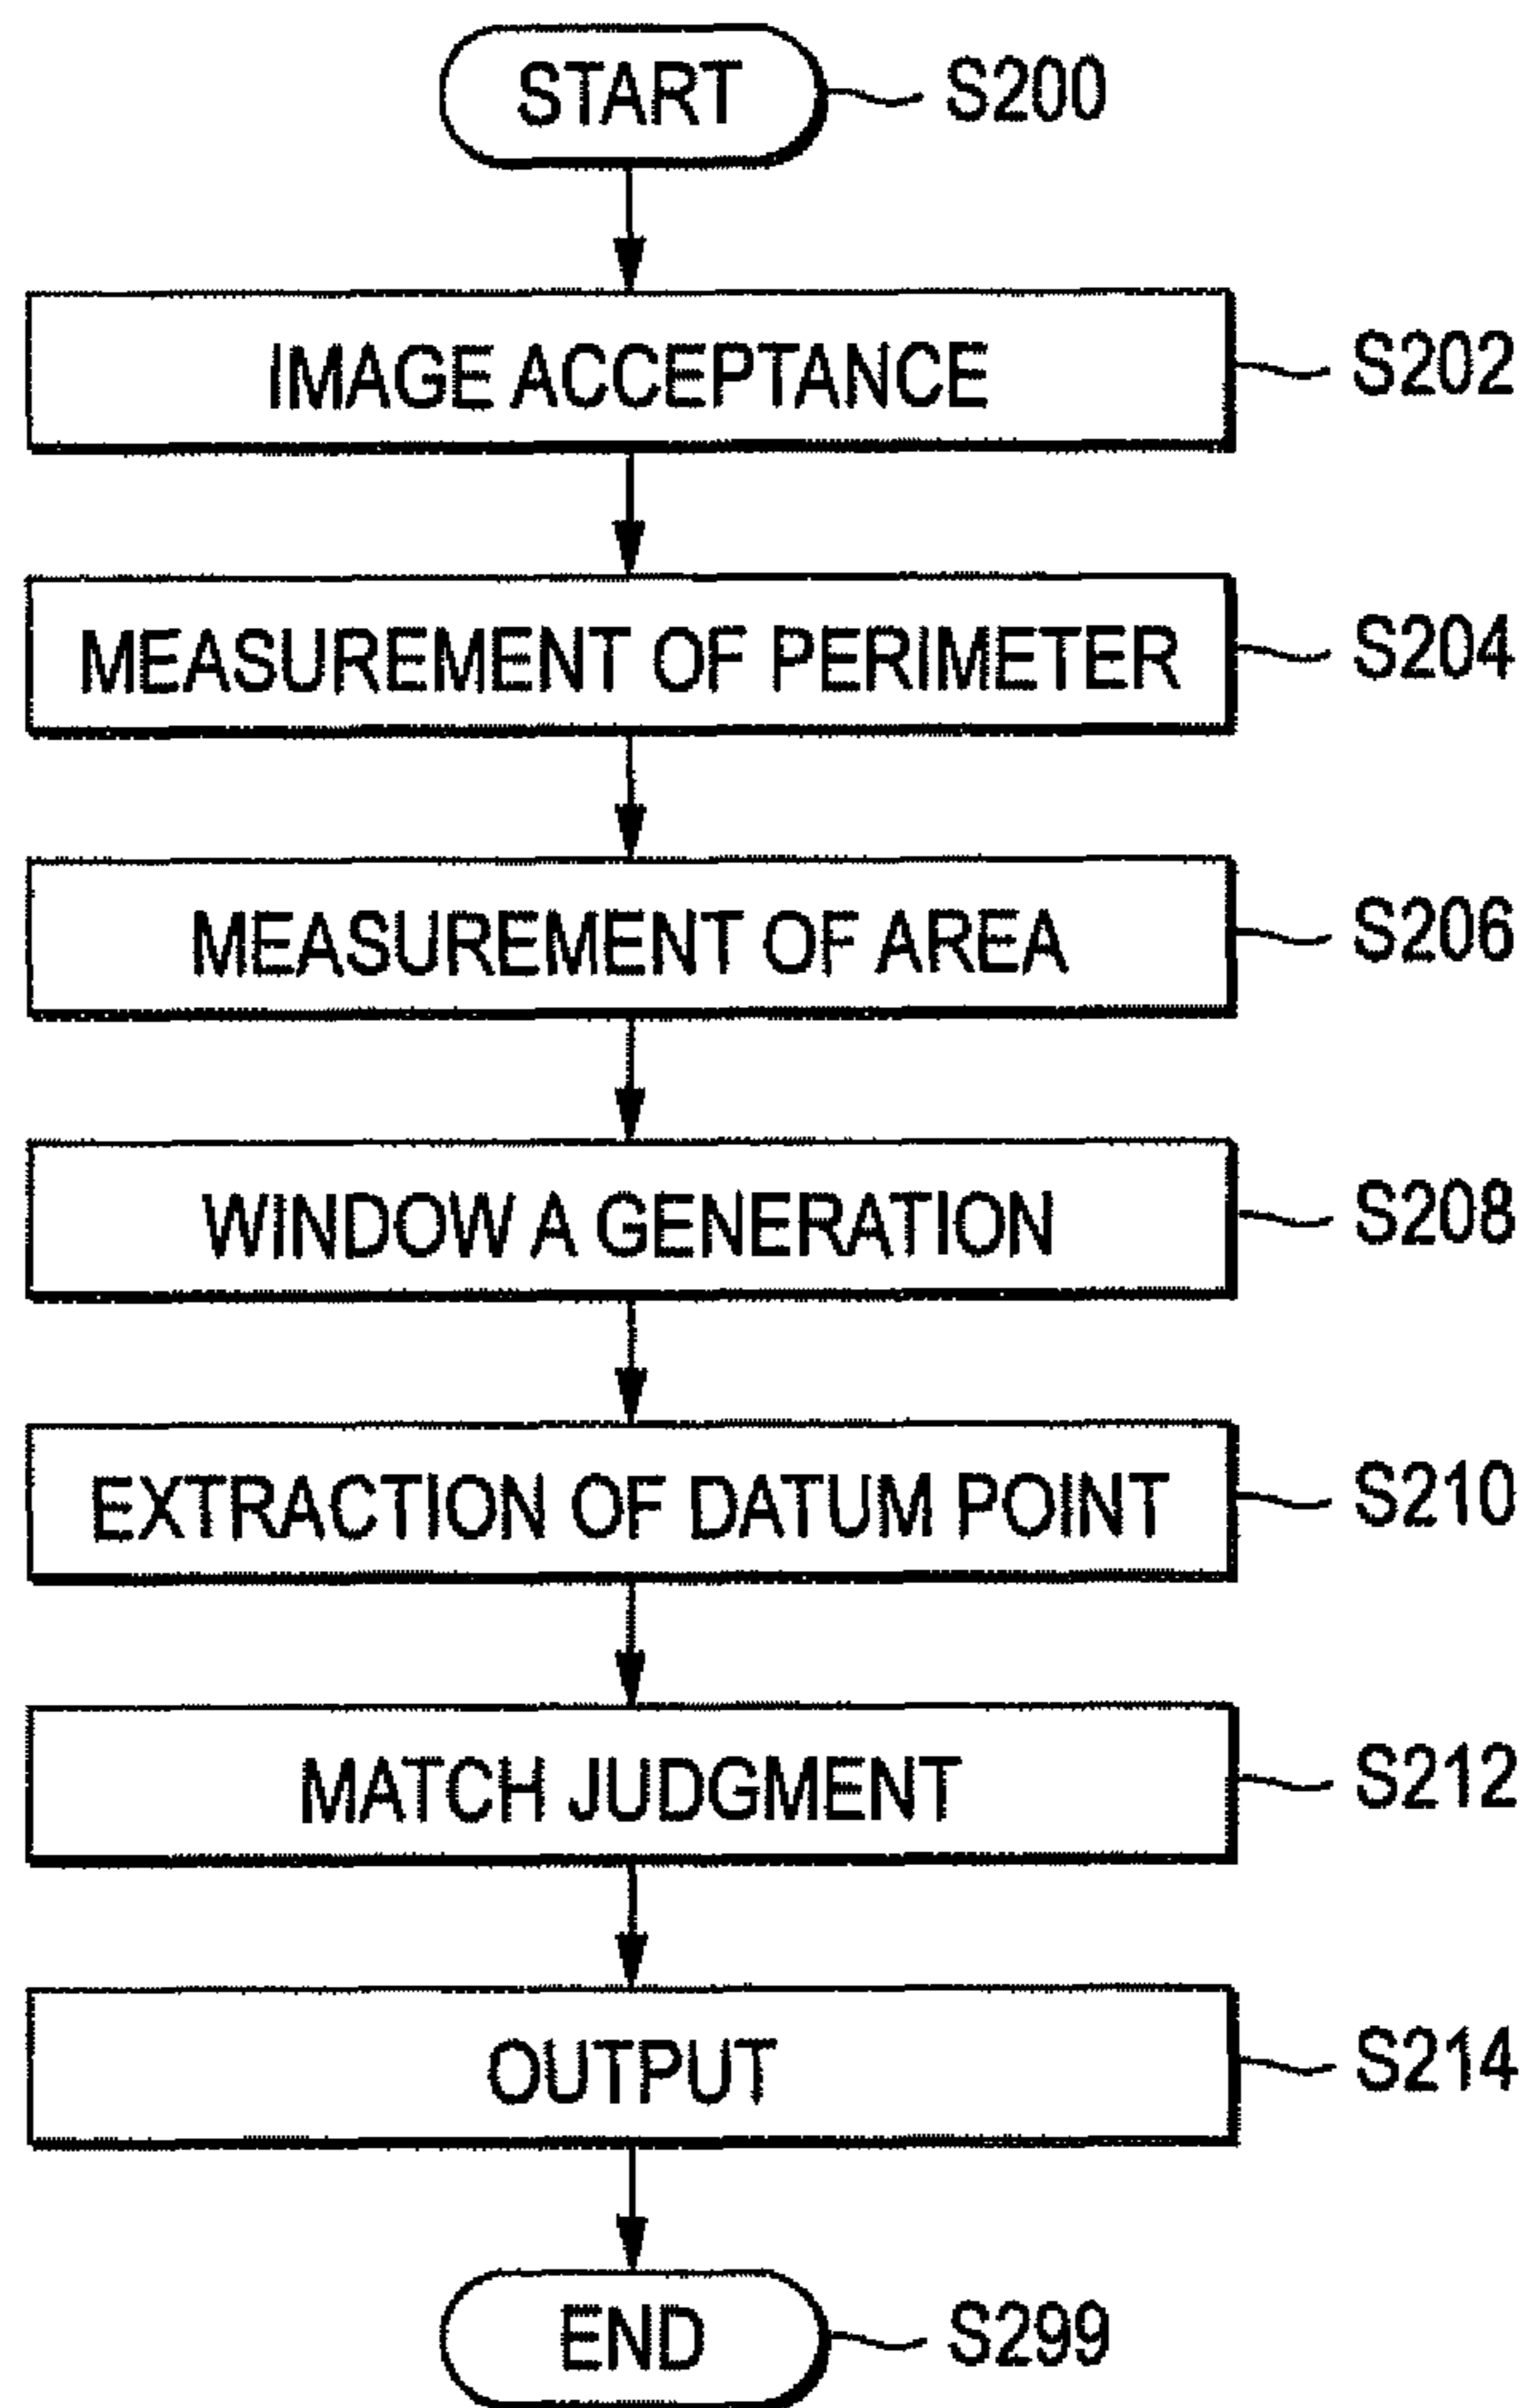 START S200
IMAGE ACCEPTANCE S202
MEASUREMENT OF PERIMETER S204
MEASUREMENT OF AREA S206
WINDOW A GENERATION S208
EXTRACTION OF DATUM POINT S210
MATCH JUDGMENT S212
OUTPUT S214
END S299